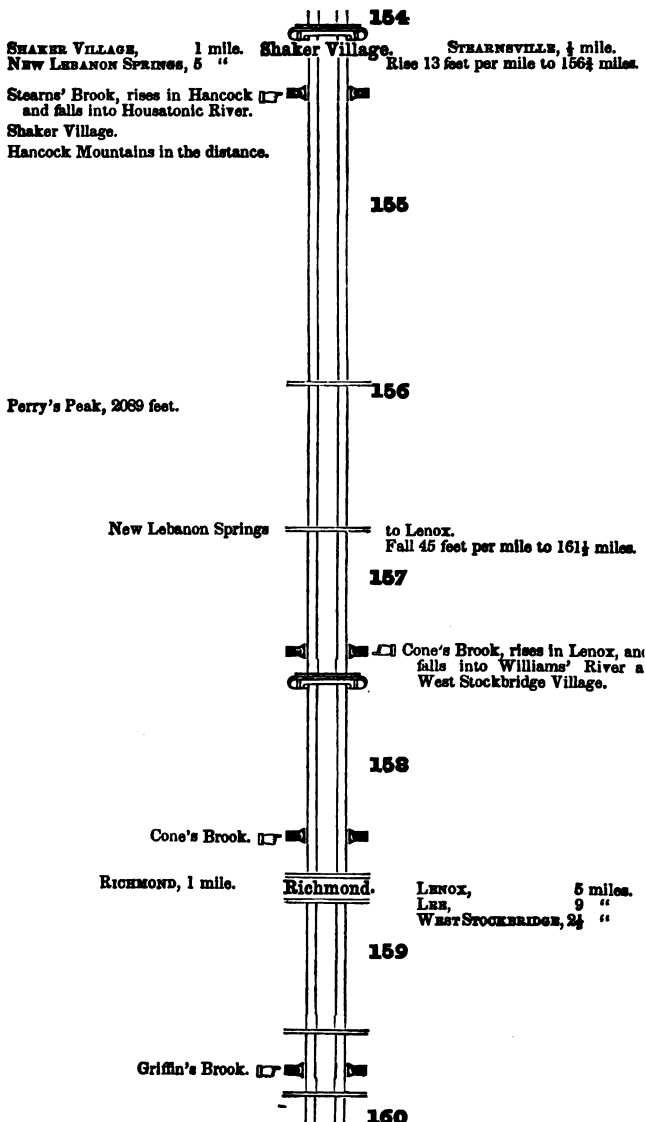 154
SHAKER VILLAGE, 1 mile. Shaker Village. STEARNSVILLE, ½ mile.
NEW LEBANON SPRINGS, 5 “ Rise 13 feet per mile to 156¾ miles.
Stearns' Brook, rises in Hancock
and falls into Housatonic River.
Shaker Village.
Hancock Mountains in the distance.
155
156
Perry's Peak, 2089 feet.
New Lebanon Springs to Lenox.
Fall 45 feet per mile to 161½ miles.
157
Cone's Brook, rises in Lenox, and
falls into Williams' River a
West Stockbridge Village.
158
Cone's Brook.
RICHMOND, 1 mile. Richmond. LENOX, 5 miles.
LEE, 9 “
WEST STOCKBRIDGE, 2½ “
159
Griffin's Brook.
160